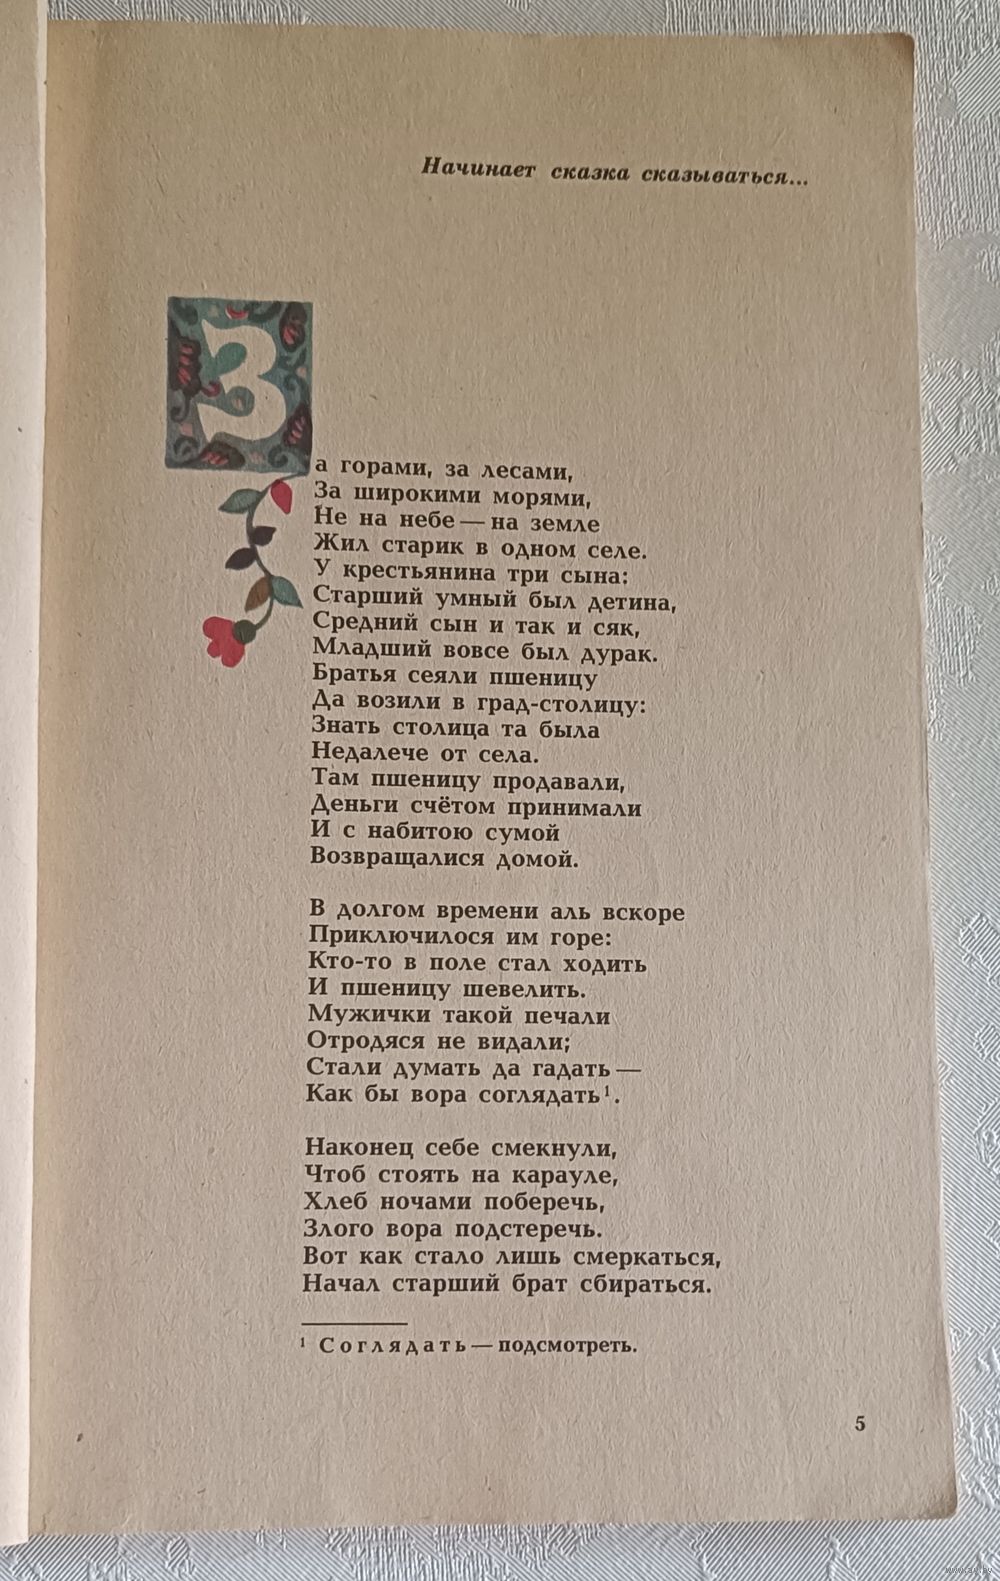 Начинает сказка сказываться...
За горами, за лесами,
За широкими морями,
Не на небе — на земле
Жил старик в одном селе.
У крестьянина три сына:
Старший умный был детина,
Средний сын и так и сяк,
Младший вовсе был дурак.
Братья сеяли пшеницу
Да возили в град-столицу:
Знать столица та была
Недалече от села.
Там пшеницу продавали,
Деньги счётом принимали
И с набитою сумой
Возвращалися домой.
В долгом времени аль вскоре
Приключилося им горе:
Кто-то в поле стал ходить
И пшеницу шевелить.
Мужички такой печали
Отродяся не видали;
Стали думать да гадать —
Как бы вора соглядать¹.
Наконец себе смекнули,
Чтоб стоять на карауле,
Хлеб ночами поберечь,
Злого вора подстеречь.
Вот как стало лишь смеркаться,
Начал старший брат сбираться.
¹ Соглядать — подсмотреть.
5